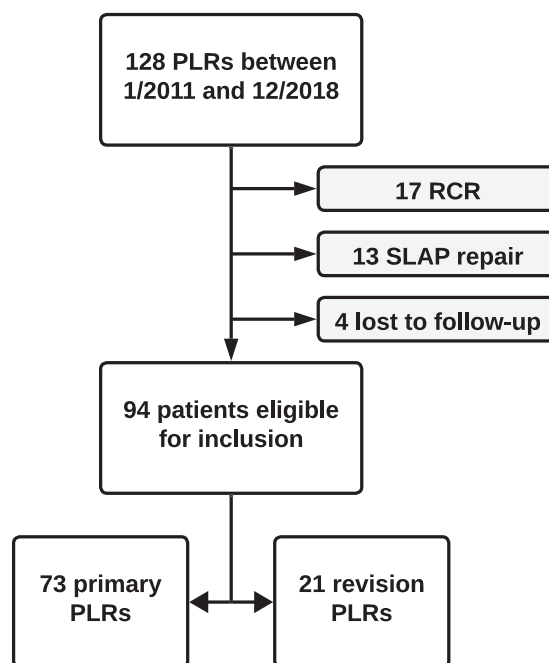 128 PLRs between
1/2011 and 12/2018
17 RCR
13 SLAP repair
4 lost to follow-up
94 patients eligible
for inclusion
73 primary
PLRs
21 revision
PLRs